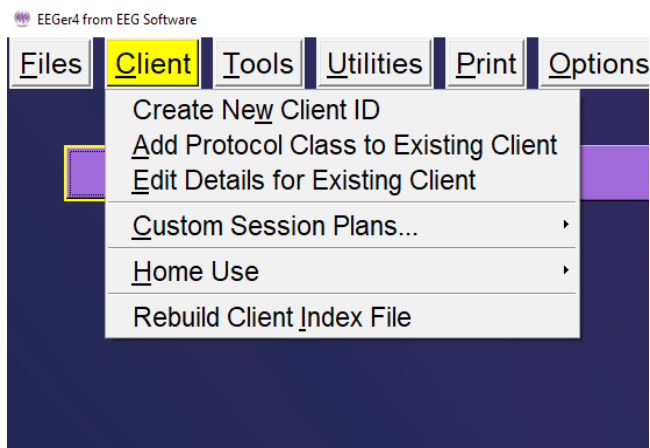 EEGer4 from EEG Software
Files Client Tools Utilities Print Options
Create New Client ID
Add Protocol Class to Existing Client
Edit Details for Existing Client
Custom Session Plans...
Home Use
Rebuild Client Index File